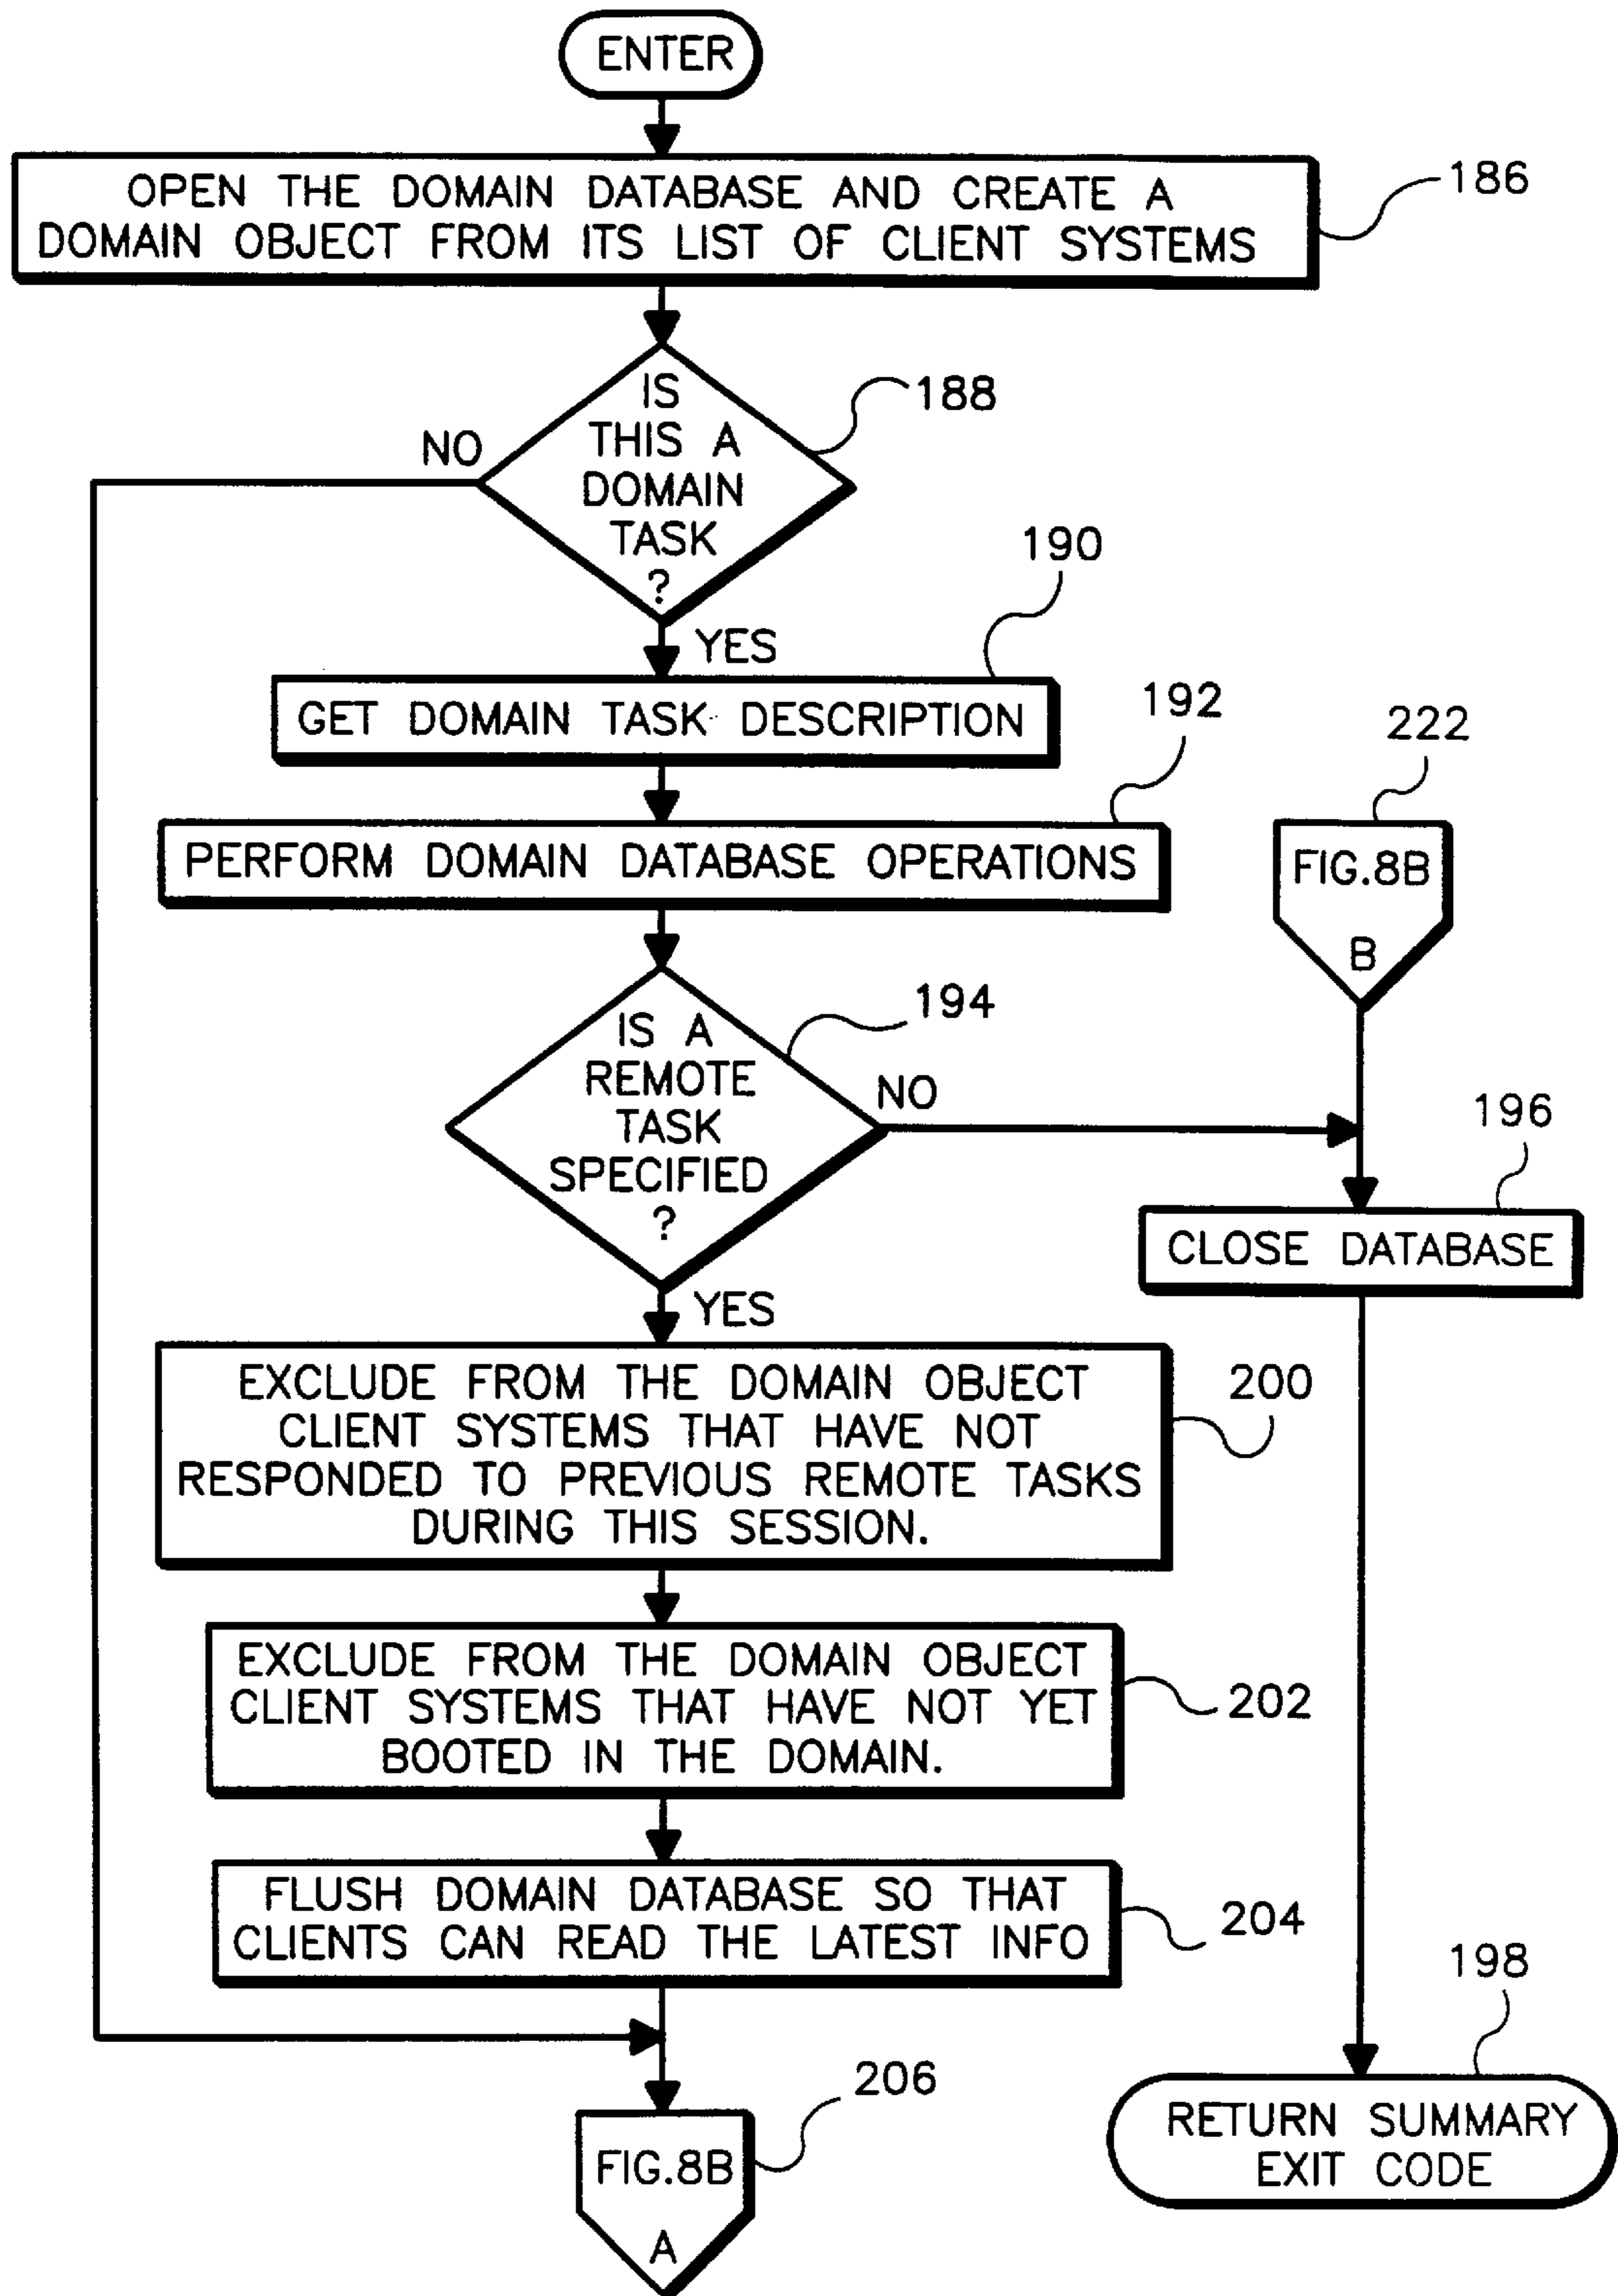 ENTER
OPEN THE DOMAIN DATABASE AND CREATE A
DOMAIN OBJECT FROM ITS LIST OF CLIENT SYSTEMS
186
IS
THIS A
DOMAIN
TASK
?
188
NO
YES
190
GET DOMAIN TASK DESCRIPTION
192
PERFORM DOMAIN DATABASE OPERATIONS
222
FIG.8B
B
IS A
REMOTE
TASK
SPECIFIED
?
194
NO
YES
196
CLOSE DATABASE
EXCLUDE FROM THE DOMAIN OBJECT
CLIENT SYSTEMS THAT HAVE NOT
RESPONDED TO PREVIOUS REMOTE TASKS
DURING THIS SESSION.
200
EXCLUDE FROM THE DOMAIN OBJECT
CLIENT SYSTEMS THAT HAVE NOT YET
BOOTED IN THE DOMAIN.
202
FLUSH DOMAIN DATABASE SO THAT
CLIENTS CAN READ THE LATEST INFO
204
206
FIG.8B
A
198
RETURN SUMMARY
EXIT CODE